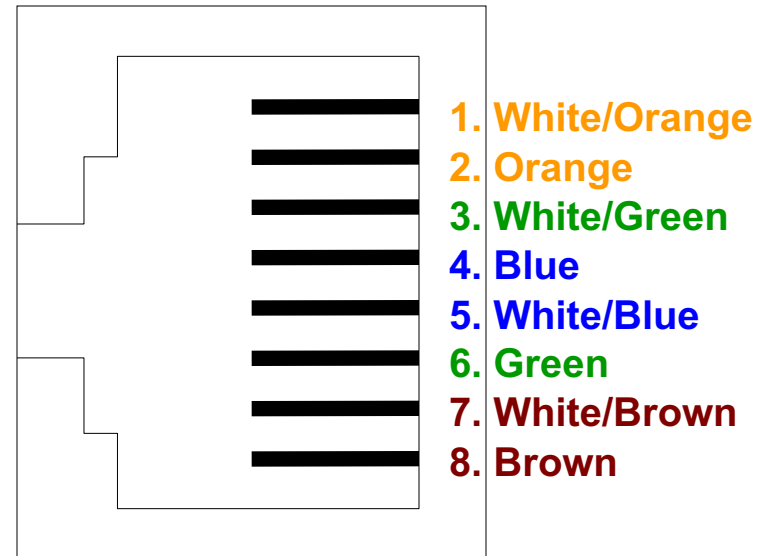 1. White/Orange
2. Orange
3. White/Green
4. Blue
5. White/Blue
6. Green
7. White/Brown
8. Brown